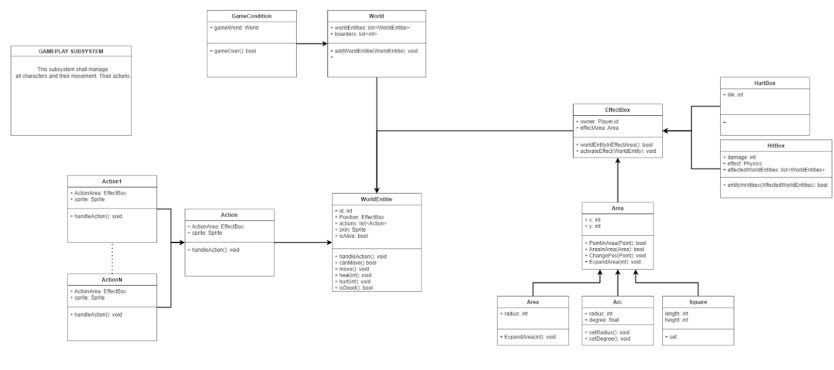 GameCondition
+ gameWorld: World
+ gameOver(): bool
World
+ worldEntities: list<WorldEntitie>
+ boarders: list<int>
+ addWorldEntitie(WorldEntitie): void
+
GAMEPLAY SUBSYSTEM
This subsystem shall manage
all characters and their movement. Their actions.
EffectBox
+ owner: Player.id
+ effectArea: Area
+ worldEntityInEffectArea(): bool
+ activateEffect(WorldEntity): void
HurtBox
+ life: int
+
HitBox
+ damage: int
+ effect: Physics
+ affectedWorldEntities: list<WorldEntities>
+ entityInHitbox(AffectedWorldEntities): bool
Action1
+ ActionArea: EffectBox
+ sprite: Sprite
+ handleAction(): void
Action
+ ActionArea: EffectBox
+ sprite: Sprite
+ handleAction(): void
WorldEntitie
+ id: int
+ Position: EffectBox
+ actions: list<Action>
+ skin: Sprite
+ isAlive: bool
+ handleAction(): void
+ canMove() bool
+ move(): void
+ heal(int): void
+ hurt(int): void
+ isDead(): bool
Area
+ x: int
+ y: int
+ PointInArea(Point): bool
+ AreaInArea(Area): bool
+ ChangePos(Point): void
+ ExpandArea(int): void
ActionN
+ ActionArea: EffectBox
+ sprite: Sprite
+ handleAction(): void
Area
+ radius: int
+ ExpandArea(int): void
Arc
+ radius: int
+ degree: float
+ setRadius(): void
+ setDegree(): void
Square
length: int
height: int
+ set